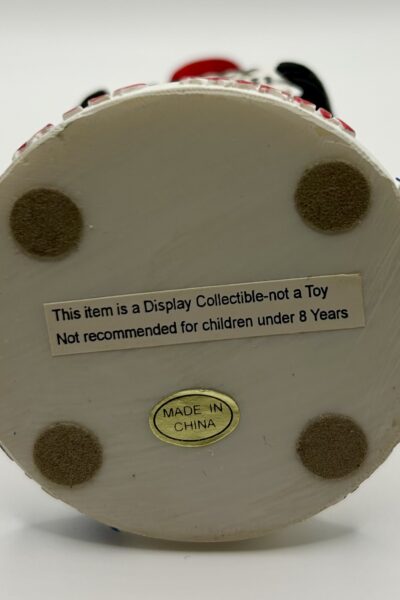 This item is a Display Collectible-not a Toy
Not recommended for children under 8 Years
MADE IN
CHINA